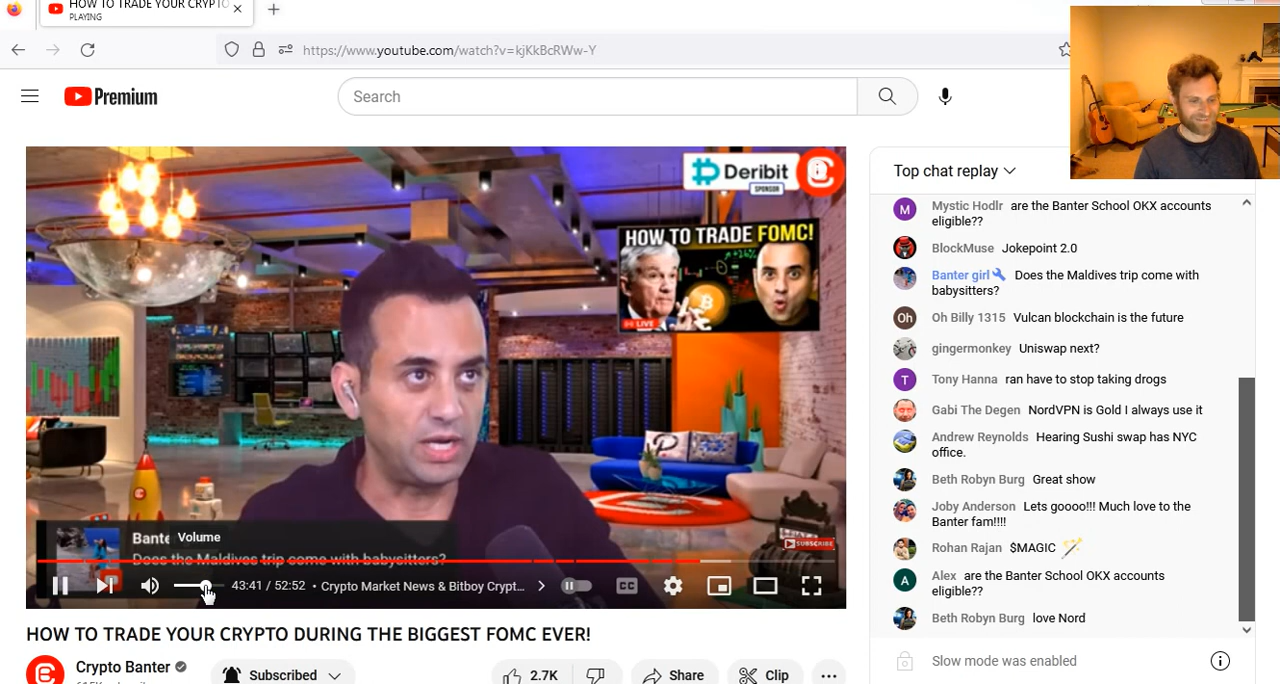 HOW TO TRADE YOUR CRYPTO
PLAYING
https://www.youtube.com/watch?v=kjKkBcRWw-Y
Premium
Search
Deribit
SPONSOR
HOW TO TRADE FOMC!
LIVE
Bante
Volume
Does the Maldives trip come with babysitters?
SUBSCRIBE
43:41 / 52:52 • Crypto Market News & Bitboy Crypt...
CC
HOW TO TRADE YOUR CRYPTO DURING THE BIGGEST FOMC EVER!
Crypto Banter
Subscribed
2.7K
Share
Clip
Top chat replay
M
Mystic Hodlr are the Banter School OKX accounts
eligible??
BlockMuse Jokepoint 2.0
Banter girl Does the Maldives trip come with
babysitters?
Oh
Oh Billy 1315 Vulcan blockchain is the future
gingermonkey Uniswap next?
T
Tony Hanna ran have to stop taking drogs
Gabi The Degen NordVPN is Gold I always use it
Andrew Reynolds Hearing Sushi swap has NYC
office.
Beth Robyn Burg Great show
Joby Anderson Lets goooo!!! Much love to the
Banter fam!!!!
Rohan Rajan $MAGIC
A
Alex are the Banter School OKX accounts
eligible??
Beth Robyn Burg love Nord
Slow mode was enabled